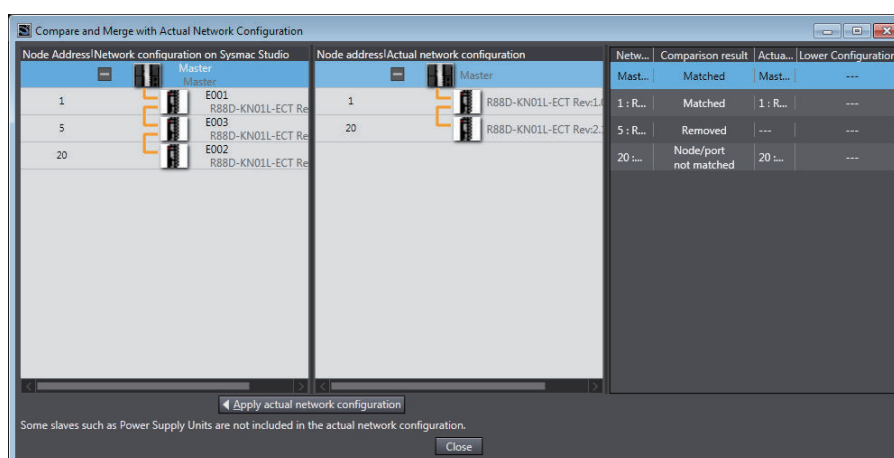 Compare and Merge with Actual Network Configuration
Node Address|Network configuration on Sysmac Studio
Master
Master
1
E001
R88D-KN01L-ECT Re
5
E003
R88D-KN01L-ECT Re
20
E002
R88D-KN01L-ECT Re
Node address|Actual network configuration
Master
1
R88D-KN01L-ECT Rev:1.
20
R88D-KN01L-ECT Rev:2.
Netw... Comparison result Actua... Lower Configuration
Mast... Matched Mast... ---
1 : R... Matched 1 : R... ---
5 : R... Removed --- ---
20 :... Node/port not matched 20 :... ---
Apply actual network configuration
Some slaves such as Power Supply Units are not included in the actual network configuration.
Close